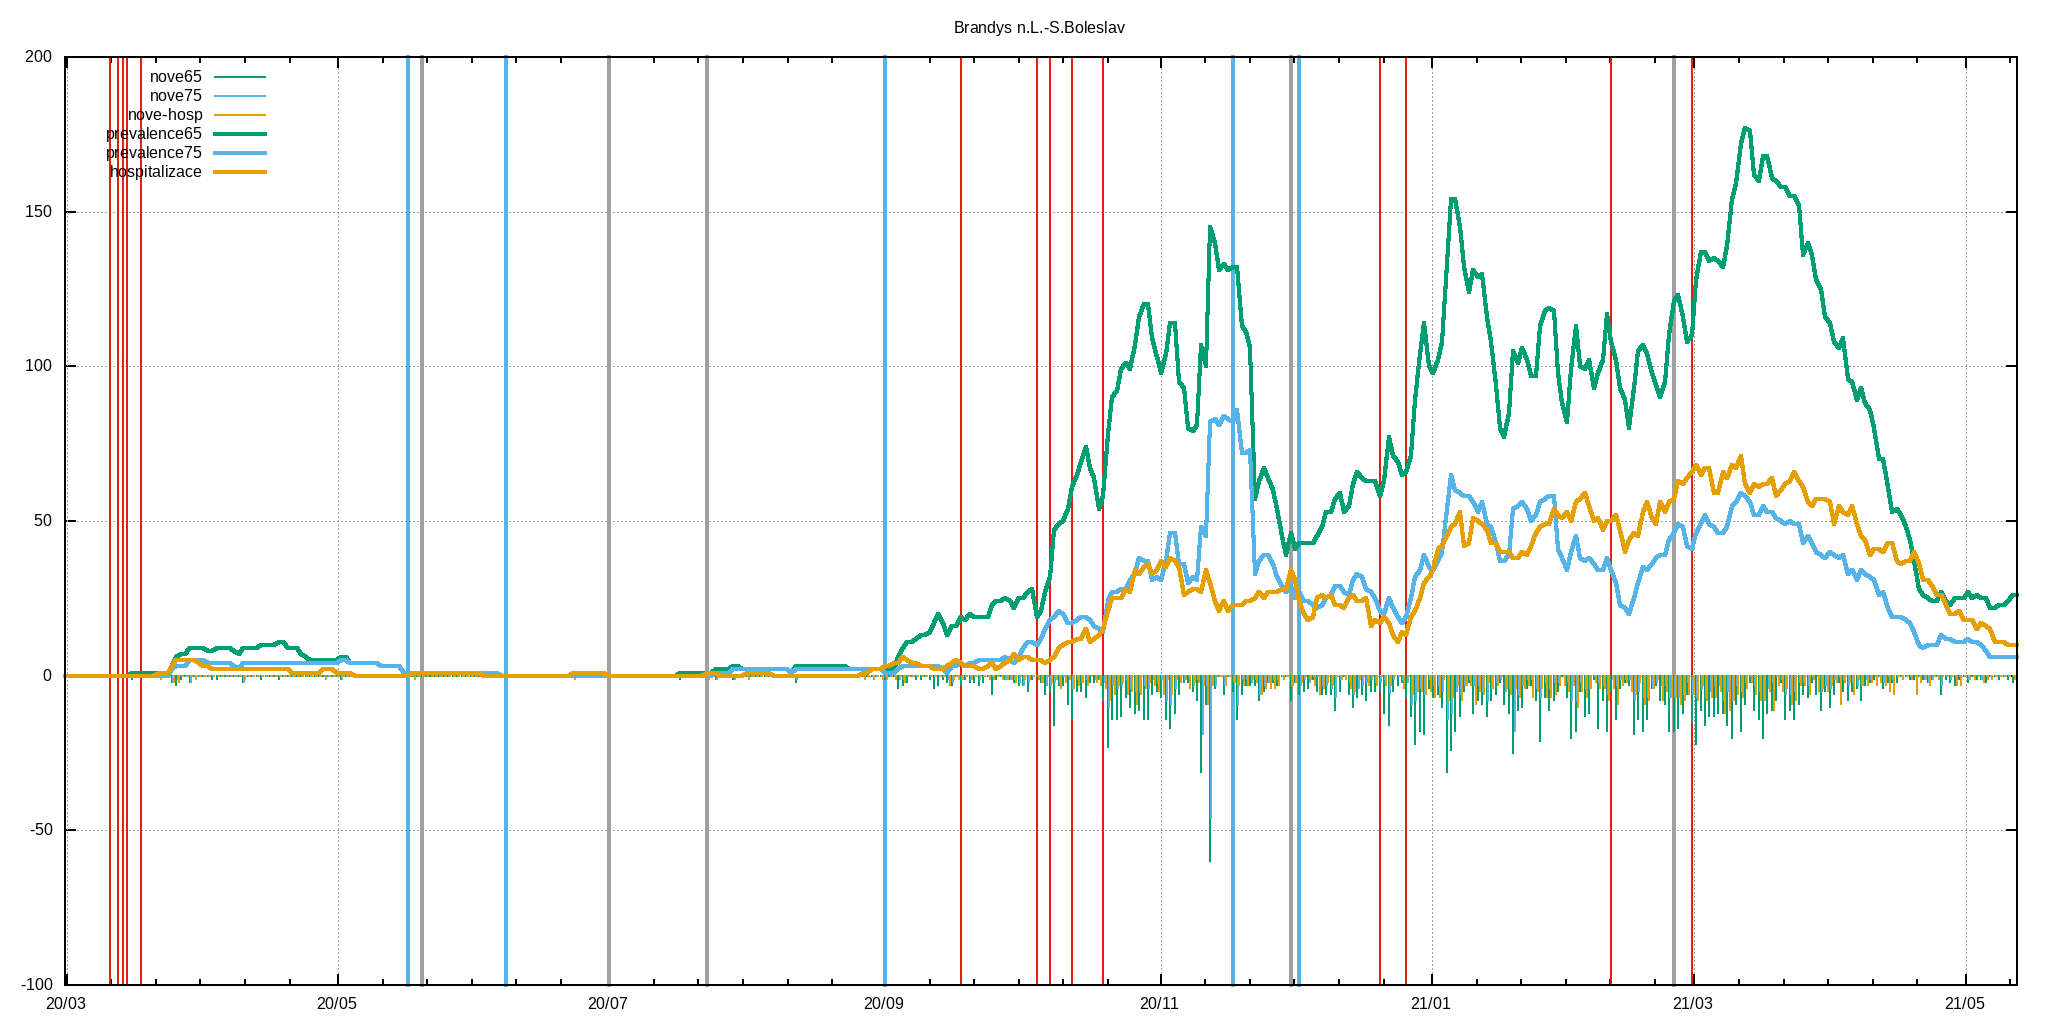 Brandys n.L.-S.Boleslav
200
nove65
nove75
nove-hosp
prevalence65
prevalence75
hospitalizace
150
100
50
0
-50
-100
20/03 20/05 20/07 20/09 20/11 21/01 21/03 21/05